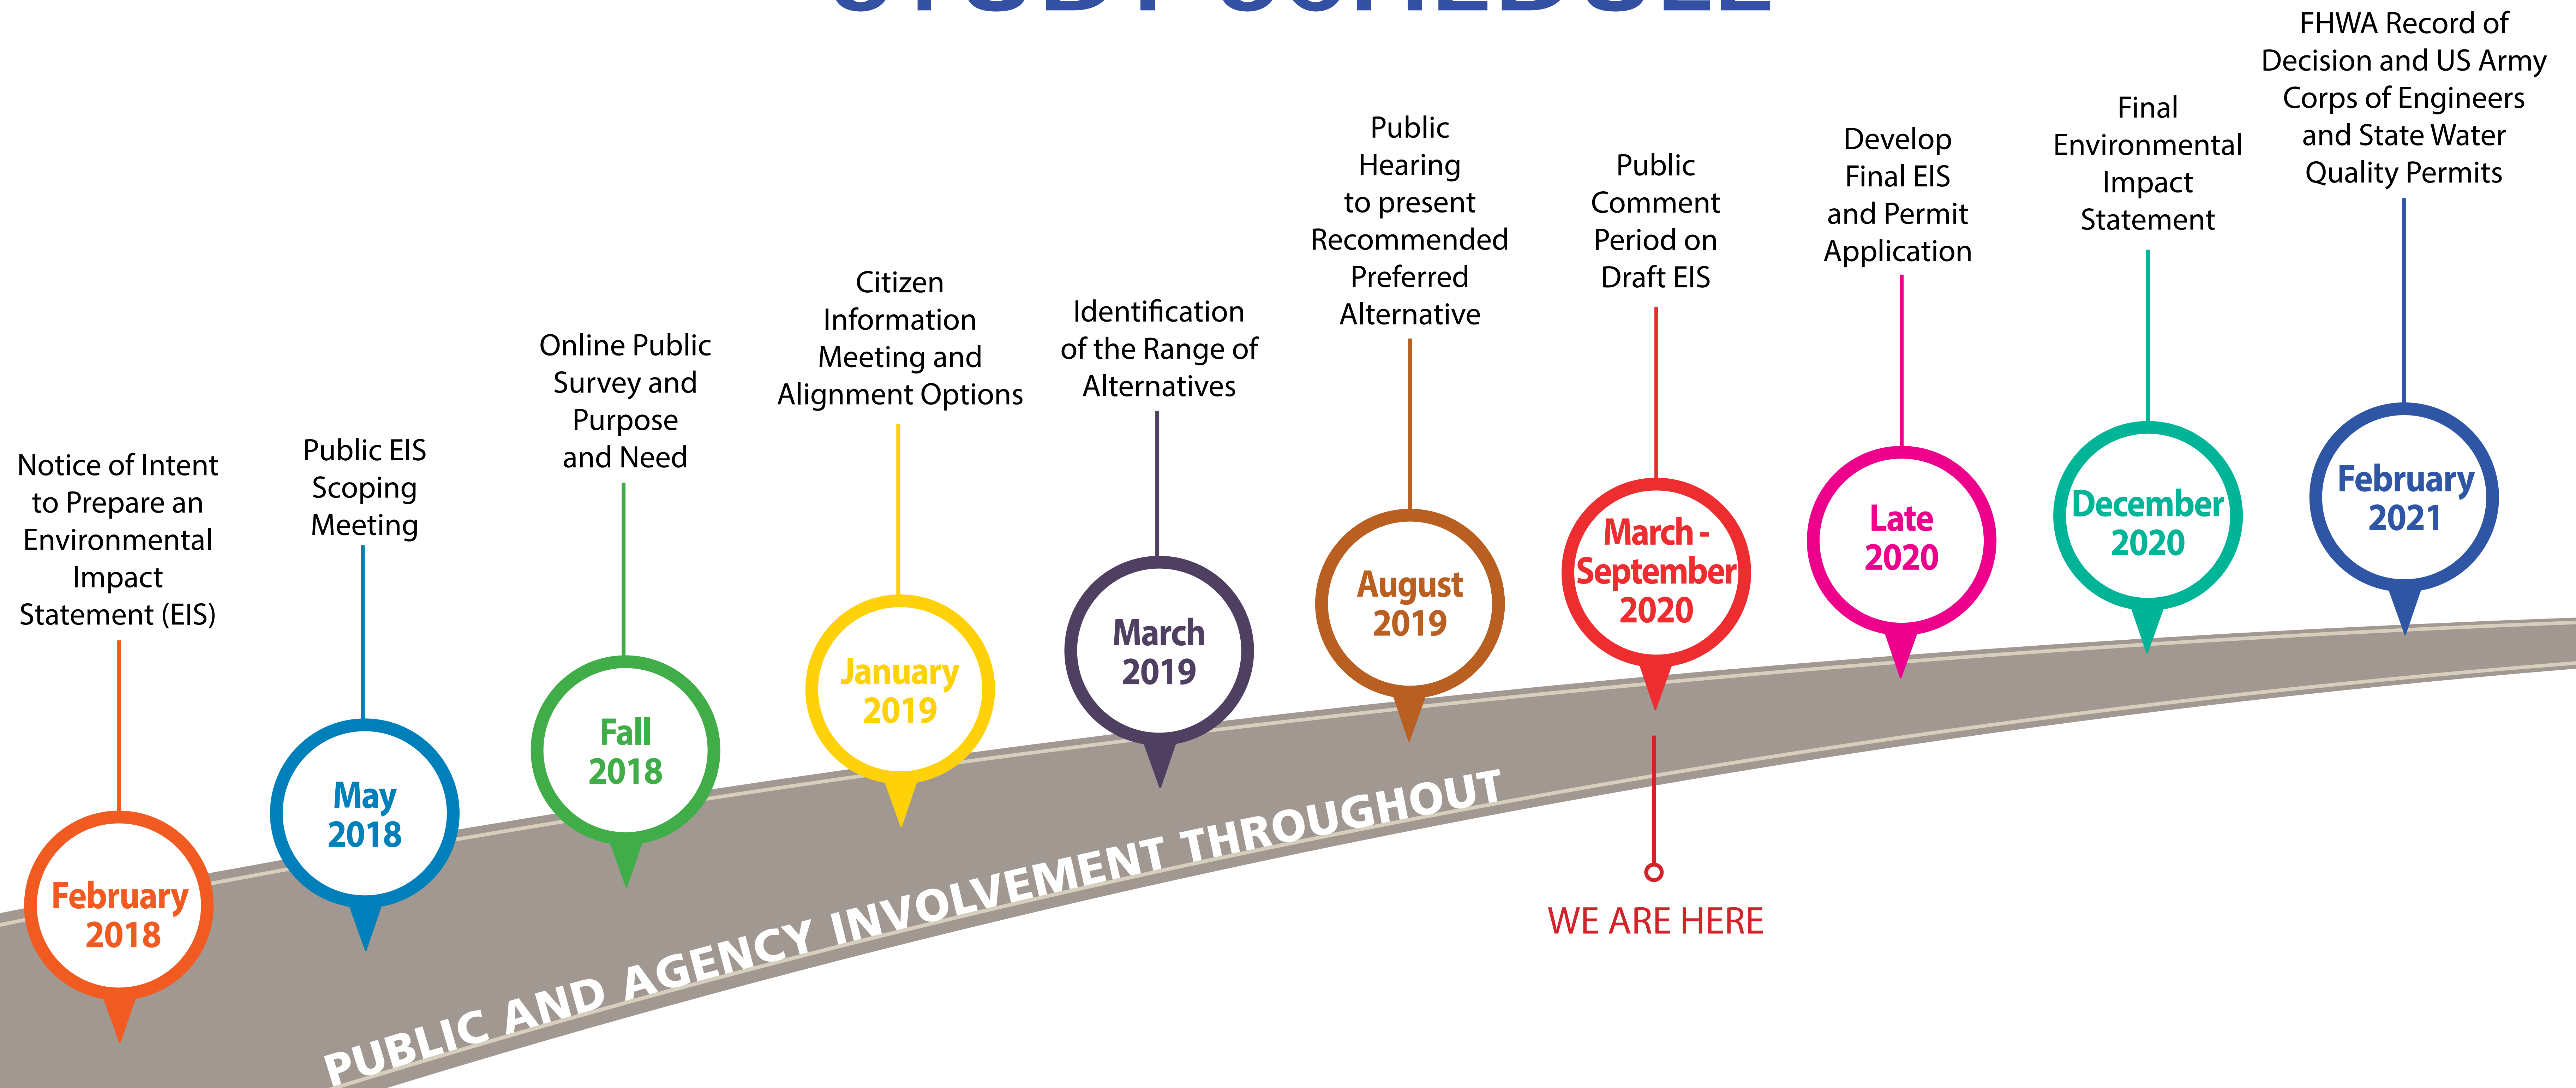 STUDY SCHEDULE
Notice of Intent
to Prepare an
Environmental
Impact
Statement (EIS)
February
2018
Public EIS
Scoping
Meeting
May
2018
Online Public
Survey and
Purpose
and Need
Fall
2018
Citizen
Information
Meeting and
Alignment Options
January
2019
Identification
of the Range of
Alternatives
March
2019
Public
Hearing
to present
Recommended
Preferred
Alternative
August
2019
Public
Comment
Period on
Draft EIS
March -
September
2020
Develop
Final EIS
and Permit
Application
Late
2020
Final
Environmental
Impact
Statement
December
2020
FHWA Record of
Decision and US Army
Corps of Engineers
and State Water
Quality Permits
February
2021
PUBLIC AND AGENCY INVOLVEMENT THROUGHOUT
WE ARE HERE